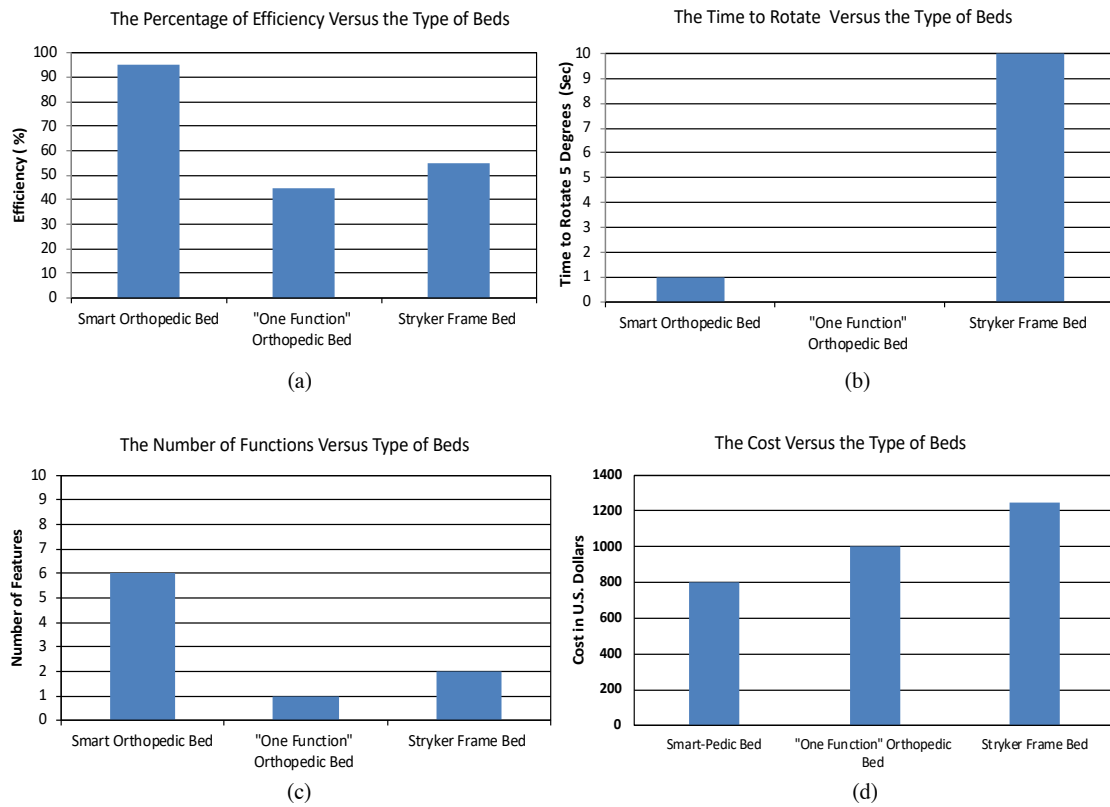 The Percentage of Efficiency Versus the Type of Beds
100
90
80
70
60
50
40
30
20
10
0
Efficiency ( %)
Smart Orthopedic Bed
"One Function"
Orthopedic Bed
Stryker Frame Bed
(a)
The Time to Rotate Versus the Type of Beds
10
9
8
7
6
5
4
3
2
1
0
Time to Rotate 5 Degrees (Sec)
Smart Orthopedic Bed
"One Function"
Orthopedic Bed
Stryker Frame Bed
(b)
The Number of Functions Versus Type of Beds
10
9
8
7
6
5
4
3
2
1
0
Number of Features
Smart Orthopedic Bed
"One Function"
Orthopedic Bed
Stryker Frame Bed
(c)
The Cost Versus the Type of Beds
1400
1200
1000
800
600
400
200
0
Cost in U.S. Dollars
Smart-Pedic Bed
"One Function" Orthopedic
Bed
Stryker Frame Bed
(d)